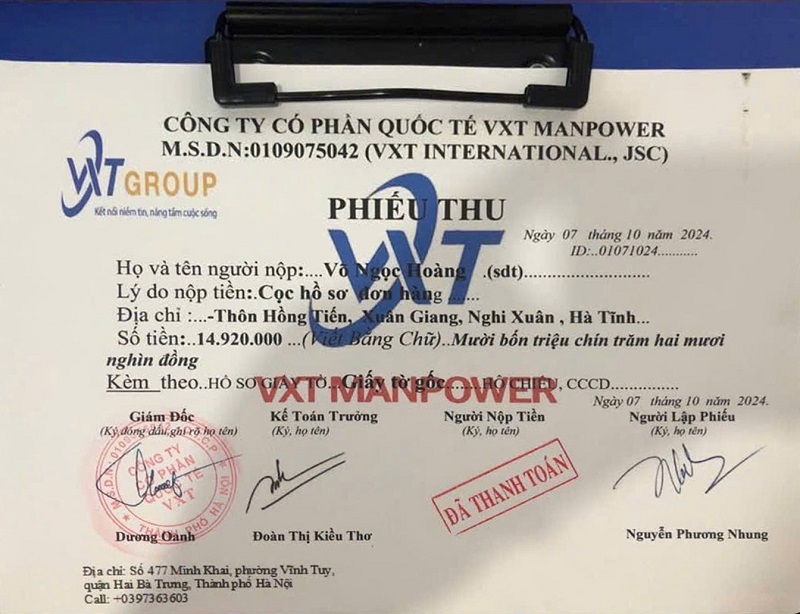 CÔNG TY CÓ PHẦN QUỐC TẾ VXT MANPOWER
M.S.D.N:0109075042 (VXT INTERNATIONAL., JSC)
VXT GROUP
Kết nối niềm tin, nâng tầm cuộc sống
PHIẾU THU
VXT
Ngày 07 tháng 10 năm 2024.
ID:..01071024...........
Họ và tên người nộp:....Võ Ngọc Hoàng .(sdt)......................
Lý do nộp tiền:.Cọc hồ sơ đơn hàng .......
Địa chỉ :...-Thôn Hồng Tiến, Xuân Giang, Nghi Xuân , Hà Tĩnh...
Số tiền:.14.920.000 ...(Viết Bằng Chữ)..Mười bốn triệu chín trăm hai mươi
nghìn đồng
VXT MANPOWER
Kèm theo..HỒ SƠ GIẤY TỜ...Giấy tờ gốc.......HỘ CHIẾU, CCCD...............
Ngày 07 tháng 10 năm 2024.
Giám Đốc Kế Toán Trưởng Người Nộp Tiền Người Lập Phiếu
(Ký,đóng dấu,ghi rõ họ tên) (Ký, họ tên) (Ký, họ tên) (Ký, họ tên)
CÔNG TY
CỔ PHẦN
QUỐC TẾ
VXT
THÀNH PHỐ HÀ NỘI
ĐÃ THANH TOÁN
Dương Oanh Đoàn Thị Kiều Thơ Nguyễn Phương Nhung
Địa chỉ: Số 477 Minh Khai, phường Vĩnh Tuy,
quận Hai Bà Trưng, Thành phố Hà Nội
Call: +0397363603